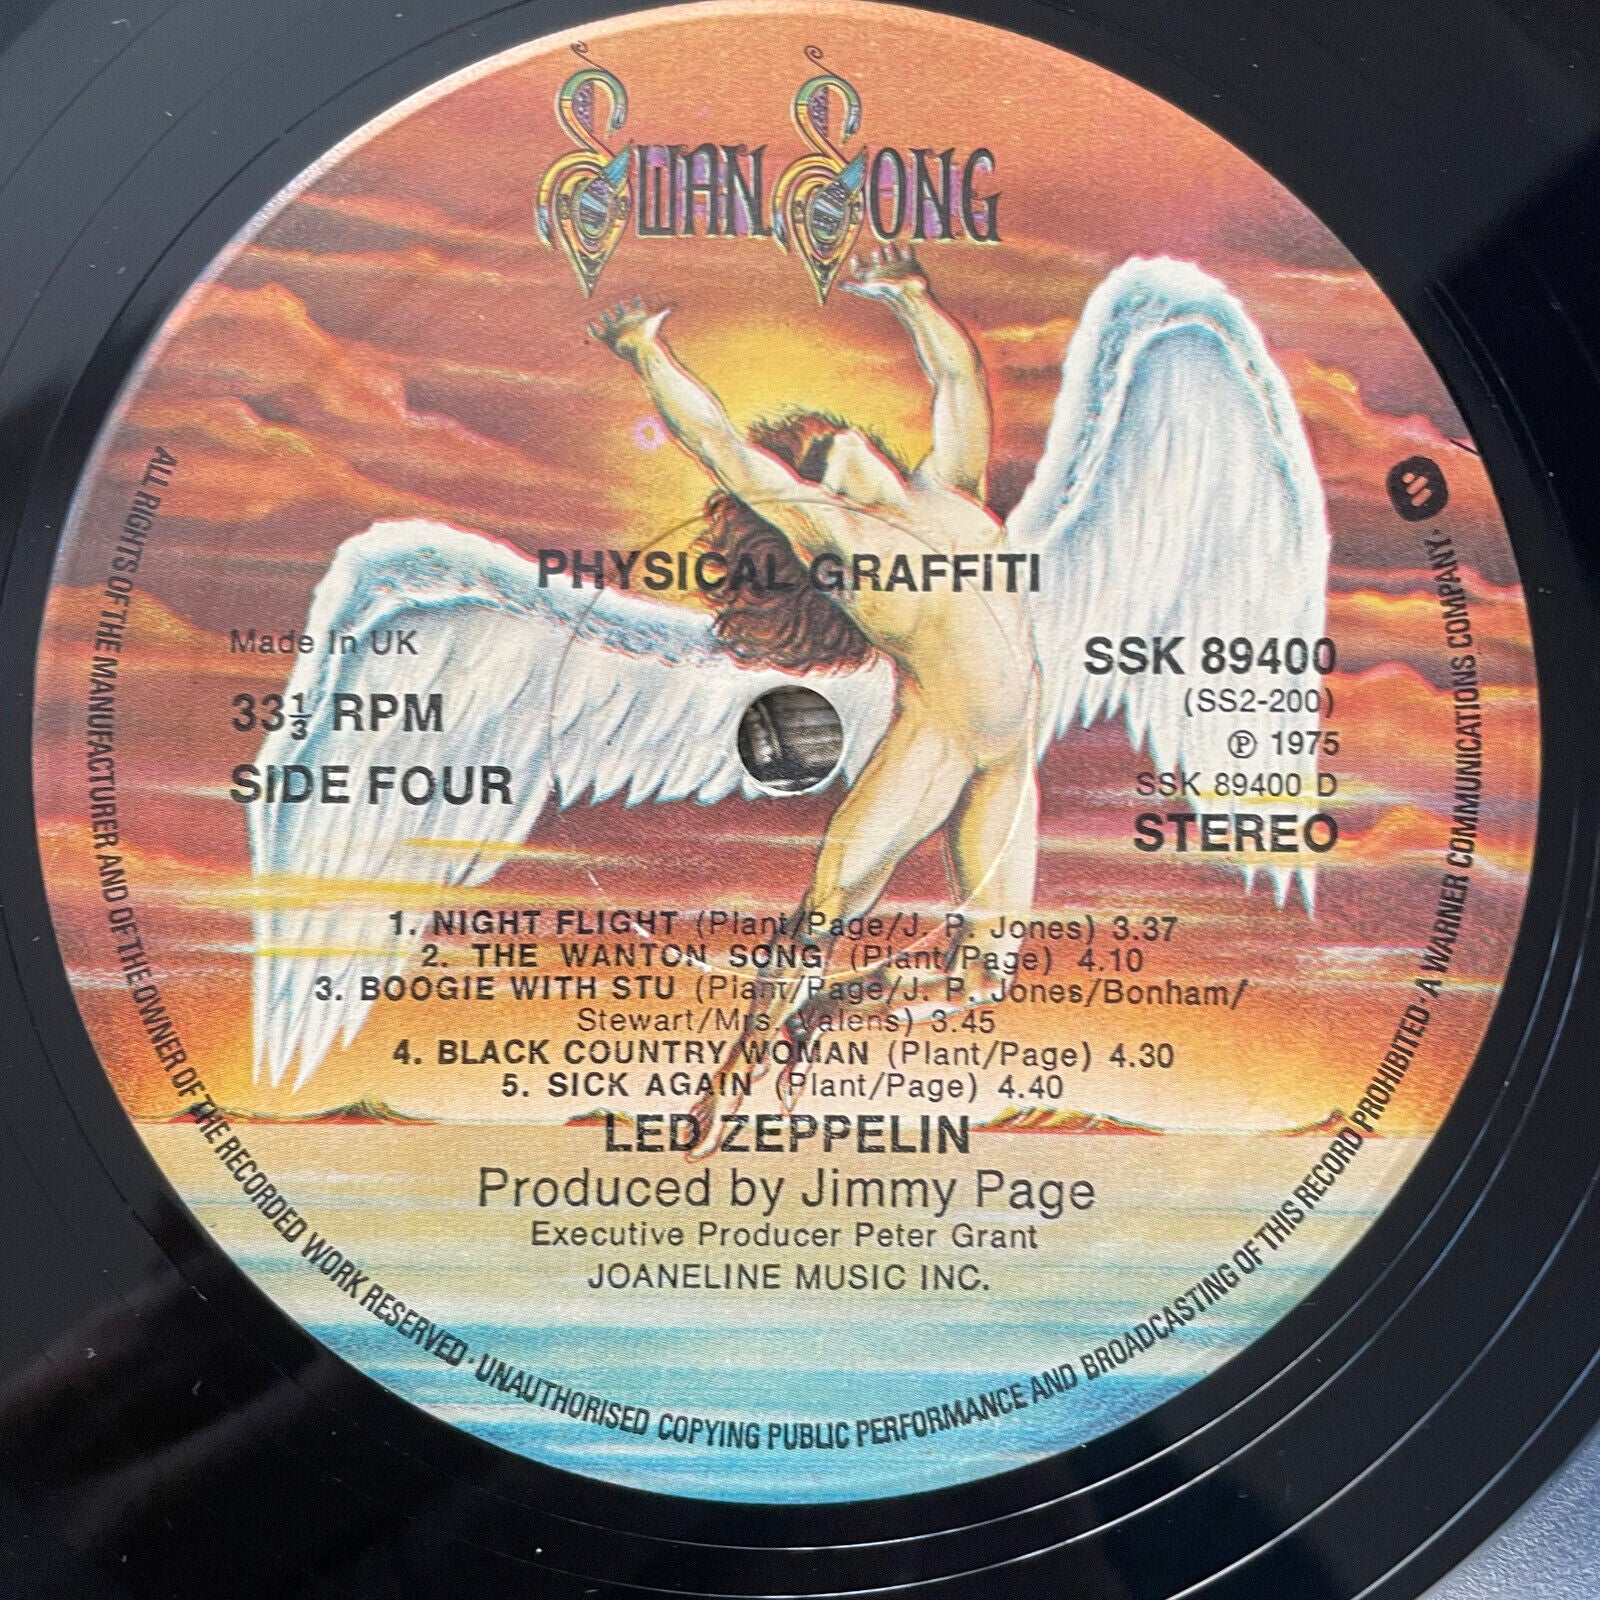 SWAN SONG
PHYSICAL GRAFFITI
Made In UK
33⅓ RPM
SIDE FOUR
SSK 89400
(SS2-200)
℗ 1975
SSK 89400 D
STEREO
1. NIGHT FLIGHT (Plant/Page/J. P. Jones) 3.37
2. THE WANTON SONG (Plant/Page) 4.10
3. BOOGIE WITH STU (Plant/Page/J. P. Jones/Bonham/
Stewart/Mrs. Valens) 3.45
4. BLACK COUNTRY WOMAN (Plant/Page) 4.30
5. SICK AGAIN (Plant/Page) 4.40
LED ZEPPELIN
Produced by Jimmy Page
Executive Producer Peter Grant
JOANELINE MUSIC INC.
ALL RIGHTS OF THE MANUFACTURER AND OF THE OWNER OF THE RECORDED WORK RESERVED · UNAUTHORISED COPYING PUBLIC PERFORMANCE AND BROADCASTING OF THIS RECORD PROHIBITED · A WARNER COMMUNICATIONS COMPANY ·